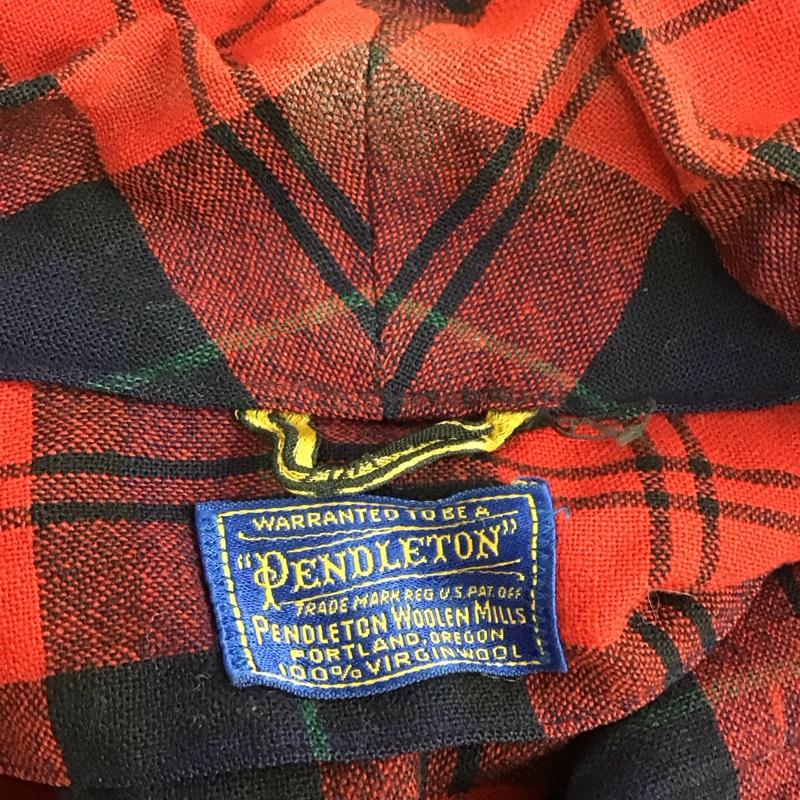 WARRANTED TO BE A
"PENDLETON"
TRADE MARK REG U.S. PAT. OFF.
PENDLETON WOOLEN MILLS
PORTLAND, OREGON
100% VIRGIN WOOL